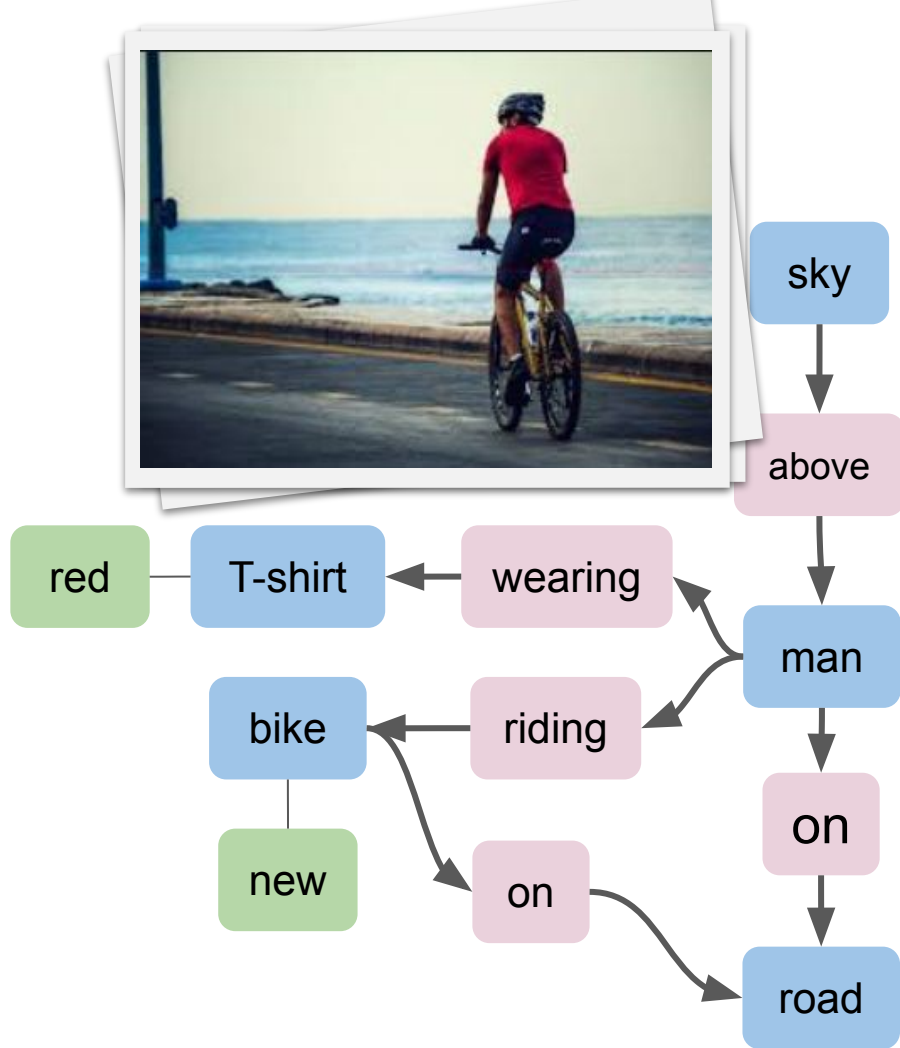 sky
above
red T-shirt wearing
man
bike riding
on
new
on
road